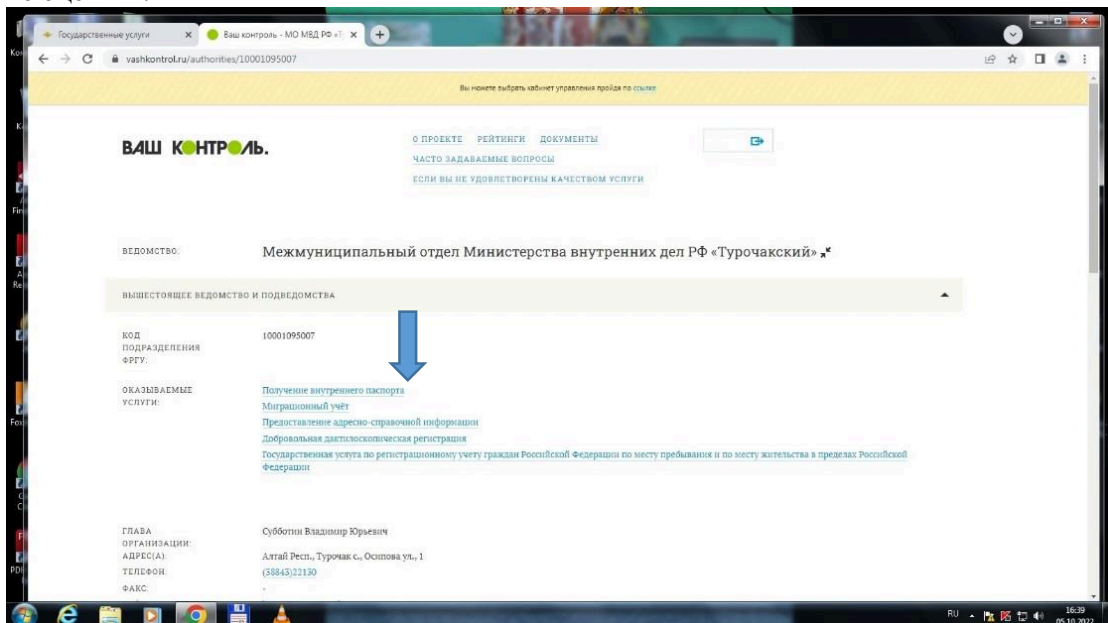 Государственные услуги
Ваш контроль - МО МВД РФ «Т
vashkontrol.ru/authorities/10001095007
Вы можете выбрать кабинет управления пройдя по ссылке
ВАШ КОНТРОЛЬ.
О ПРОЕКТЕ РЕЙТИНГИ ДОКУМЕНТЫ
ЧАСТО ЗАДАВАЕМЫЕ ВОПРОСЫ
ЕСЛИ ВЫ НЕ УДОВЛЕТВОРЕНЫ КАЧЕСТВОМ УСЛУГИ
ВЕДОМСТВО: Межмуниципальный отдел Министерства внутренних дел РФ «Турочакский»
ВЫШЕСТОЯЩЕЕ ВЕДОМСТВО И ПОДВЕДОМСТВА
КОД ПОДРАЗДЕЛЕНИЯ ФРГУ: 10001095007
ОКАЗЫВАЕМЫЕ УСЛУГИ: Получение внутреннего паспорта
Миграционный учёт
Предоставление адресно-справочной информации
Добровольная дактилоскопическая регистрация
Государственная услуга по регистрационному учету граждан Российской Федерации по месту пребывания и по месту жительства в пределах Российской
Федерации
ГЛАВА ОРГАНИЗАЦИИ: Субботин Владимир Юрьевич
АДРЕС(А): Алтай Респ., Турочак с., Осипова ул., 1
ТЕЛЕФОН: (38843)22130
ФАКС: -
RU
16:39
05.10.2022